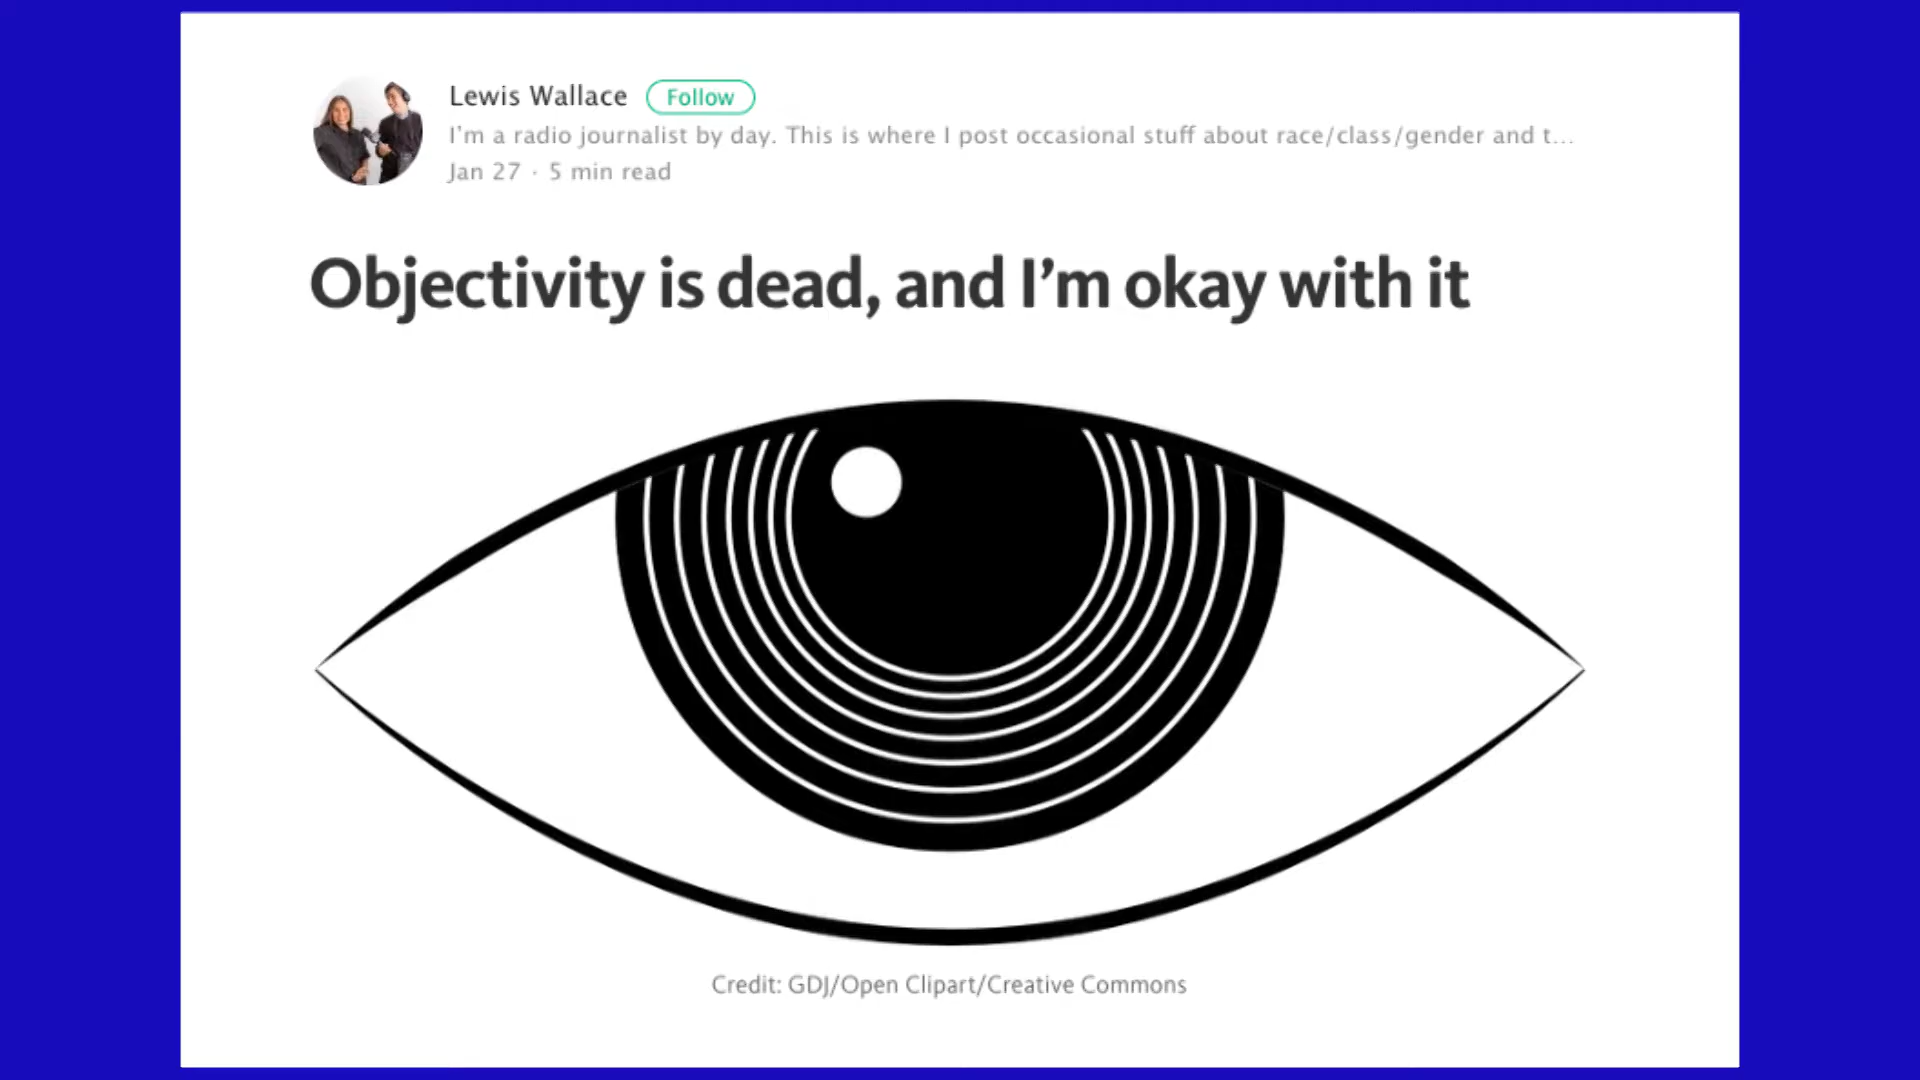 Lewis Wallace Follow
I'm a radio journalist by day. This is where I post occasional stuff about race/class/gender and t...
Jan 27 · 5 min read
Objectivity is dead, and I'm okay with it
Credit: GDJ/Open Clipart/Creative Commons